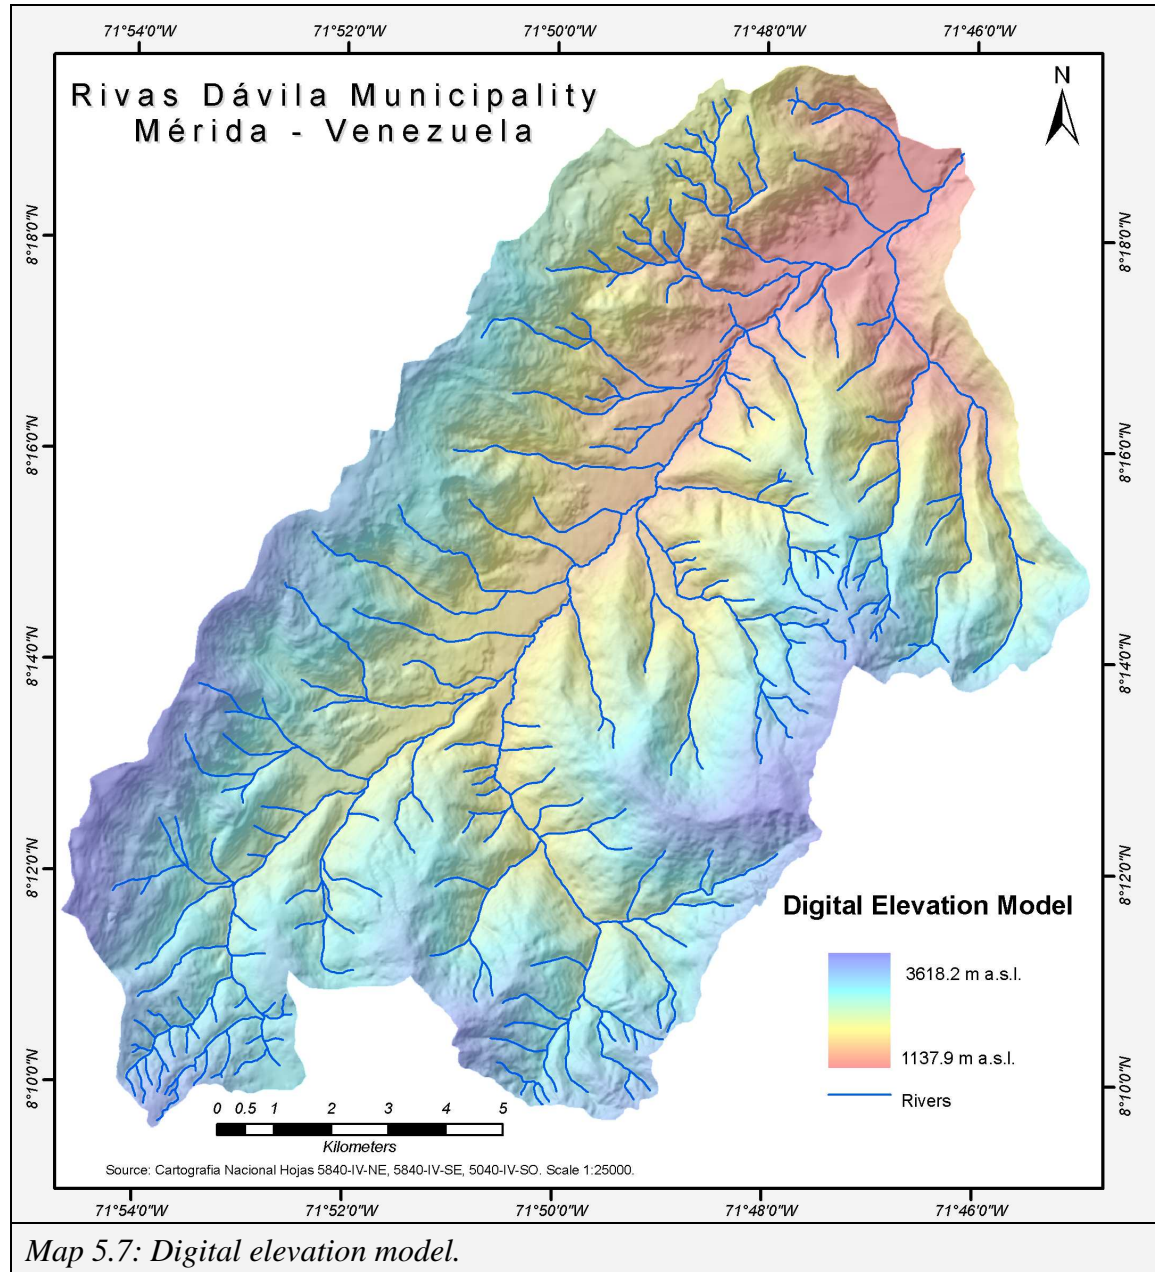 71°54'0"W 71°52'0"W 71°50'0"W 71°48'0"W 71°46'0"W
Rivas Dávila Municipality
Mérida - Venezuela
N
8°18'0"N 8°18'0"N
8°16'0"N 8°16'0"N
8°14'0"N 8°14'0"N
8°12'0"N 8°12'0"N
Digital Elevation Model
3618.2 m a.s.l.
1137.9 m a.s.l.
8°10'0"N 8°10'0"N
Rivers
0 0.5 1 2 3 4 5
Kilometers
Source: Cartografia Nacional Hojas 5840-IV-NE, 5840-IV-SE, 5040-IV-SO. Scale 1:25000.
71°54'0"W 71°52'0"W 71°50'0"W 71°48'0"W 71°46'0"W
Map 5.7: Digital elevation model.